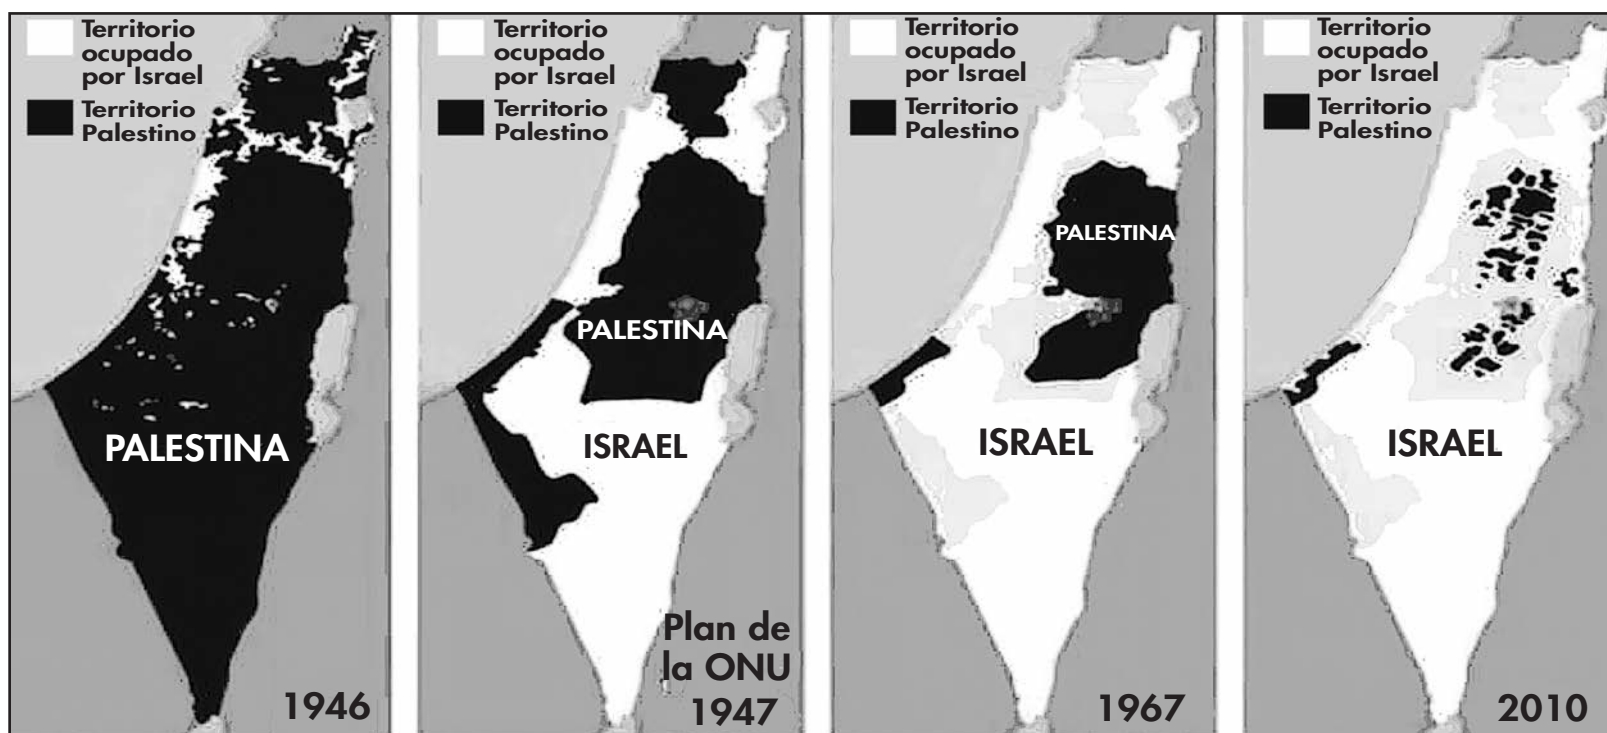 Territorio
ocupado
por Israel
Territorio
Palestino
PALESTINA
1946
Territorio
ocupado
por Israel
Territorio
Palestino
PALESTINA
ISRAEL
Plan de
la ONU
1947
Territorio
ocupado
por Israel
Territorio
Palestino
PALESTINA
ISRAEL
1967
Territorio
ocupado
por Israel
Territorio
Palestino
ISRAEL
2010